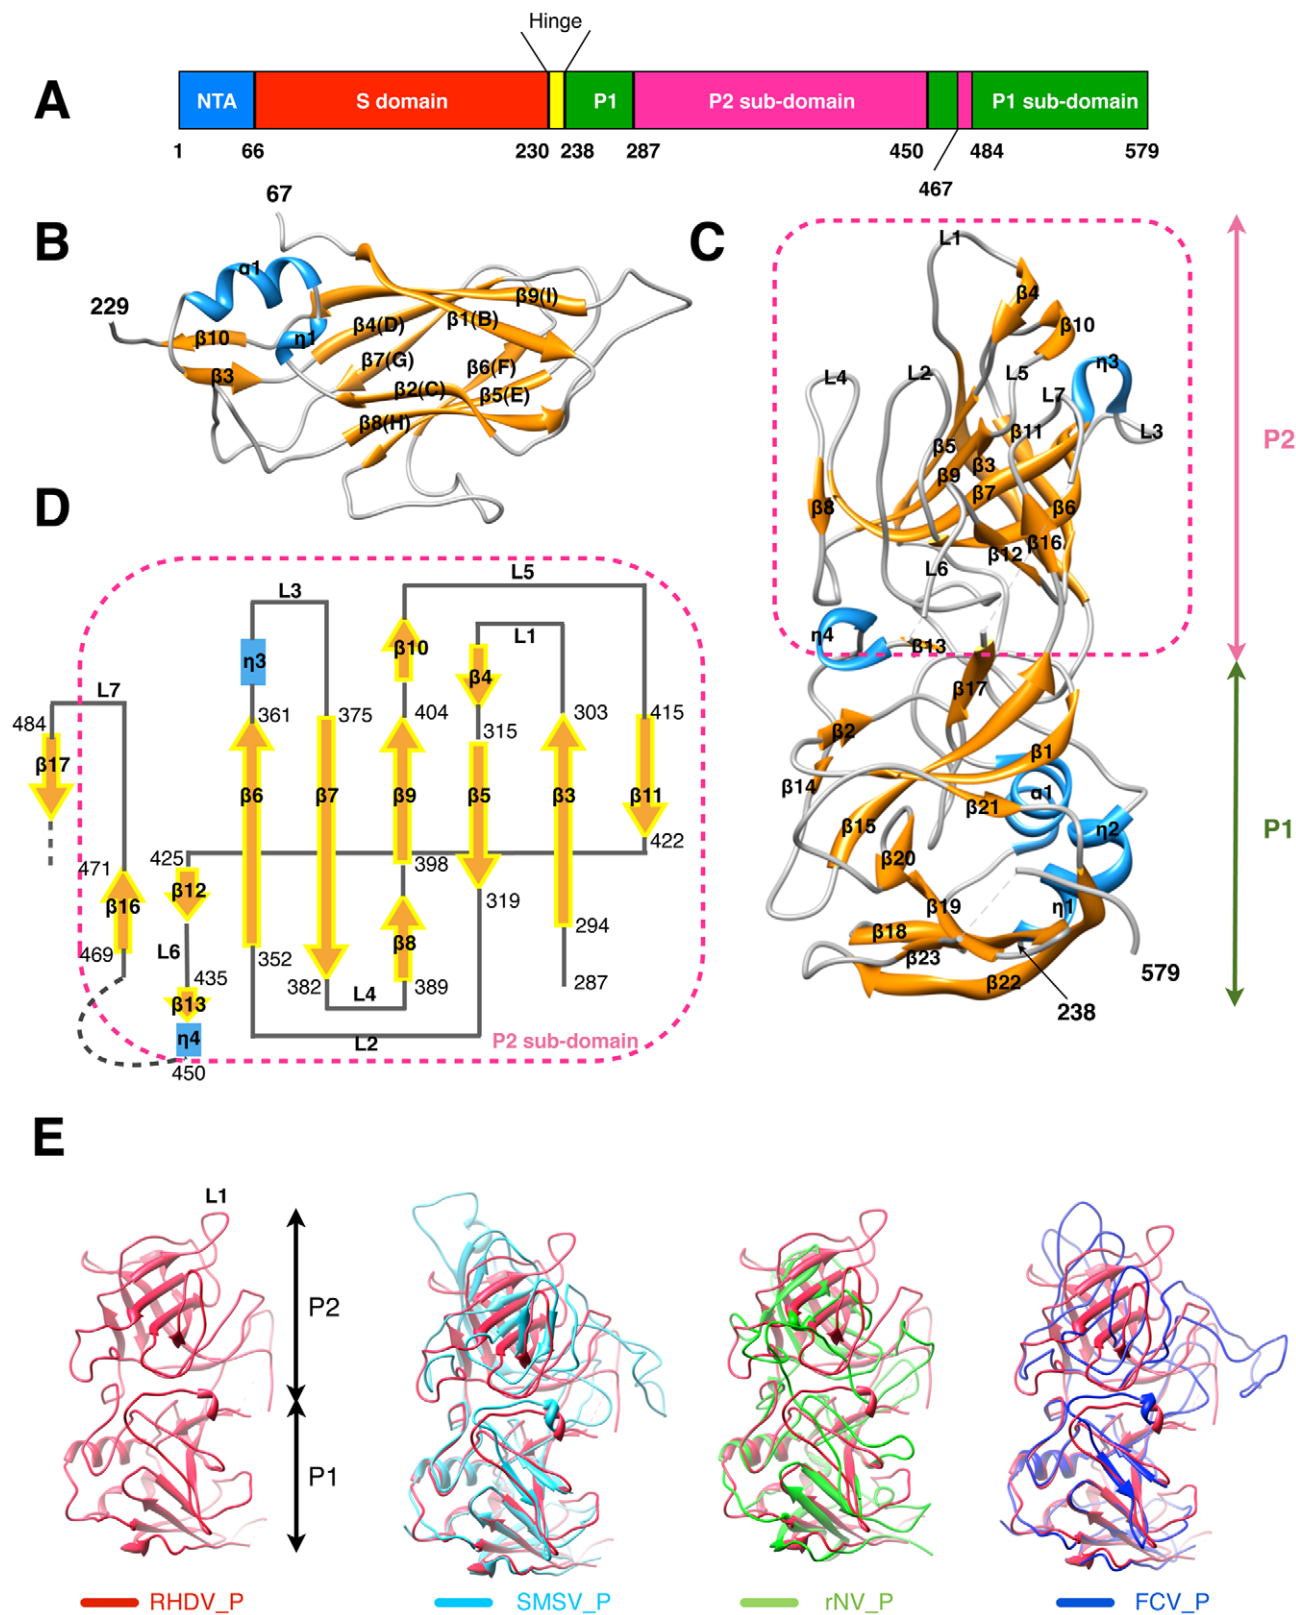 Hinge
A
NTA
S domain
P1
P2 sub-domain
P1 sub-domain
1
66
230
238
287
450
484
579
467
B
67
α1
229
β10
η1
β3
β4(D)
β9(I)
β1(B)
β7(G)
β6(F)
β2(C)
β5(E)
β8(H)
C
L1
β4
β10
L4
L2
L5
η3
L7
L3
β5
β11
β3
β9
β7
β8
β6
β16
β12
L6
η4
β13
β17
P2
β2
β1
β14
α1
β21
η2
β15
β20
P1
β19
η1
β18
β23
β22
579
238
D
L5
L3
L1
β10
η3
β4
L7
484
361
375
404
315
303
415
β17
β6
β7
β9
β5
β3
β11
422
425
471
398
β12
319
β16
294
L6
469
352
β8
435
382
389
287
β13
L4
η4
L2
P2 sub-domain
450
E
L1
P2
P1
RHDV_P
SMSV_P
rNV_P
FCV_P